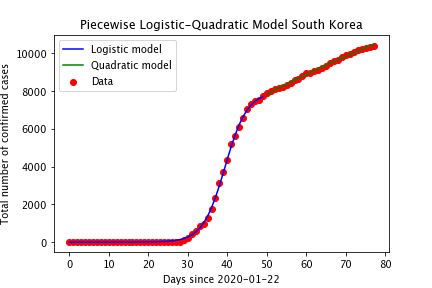 Piecewise Logistic-Quadratic Model South Korea
Logistic model
Quadratic model
Data
Total number of confirmed cases
10000
8000
6000
4000
2000
0
0 10 20 30 40 50 60 70 80
Days since 2020-01-22